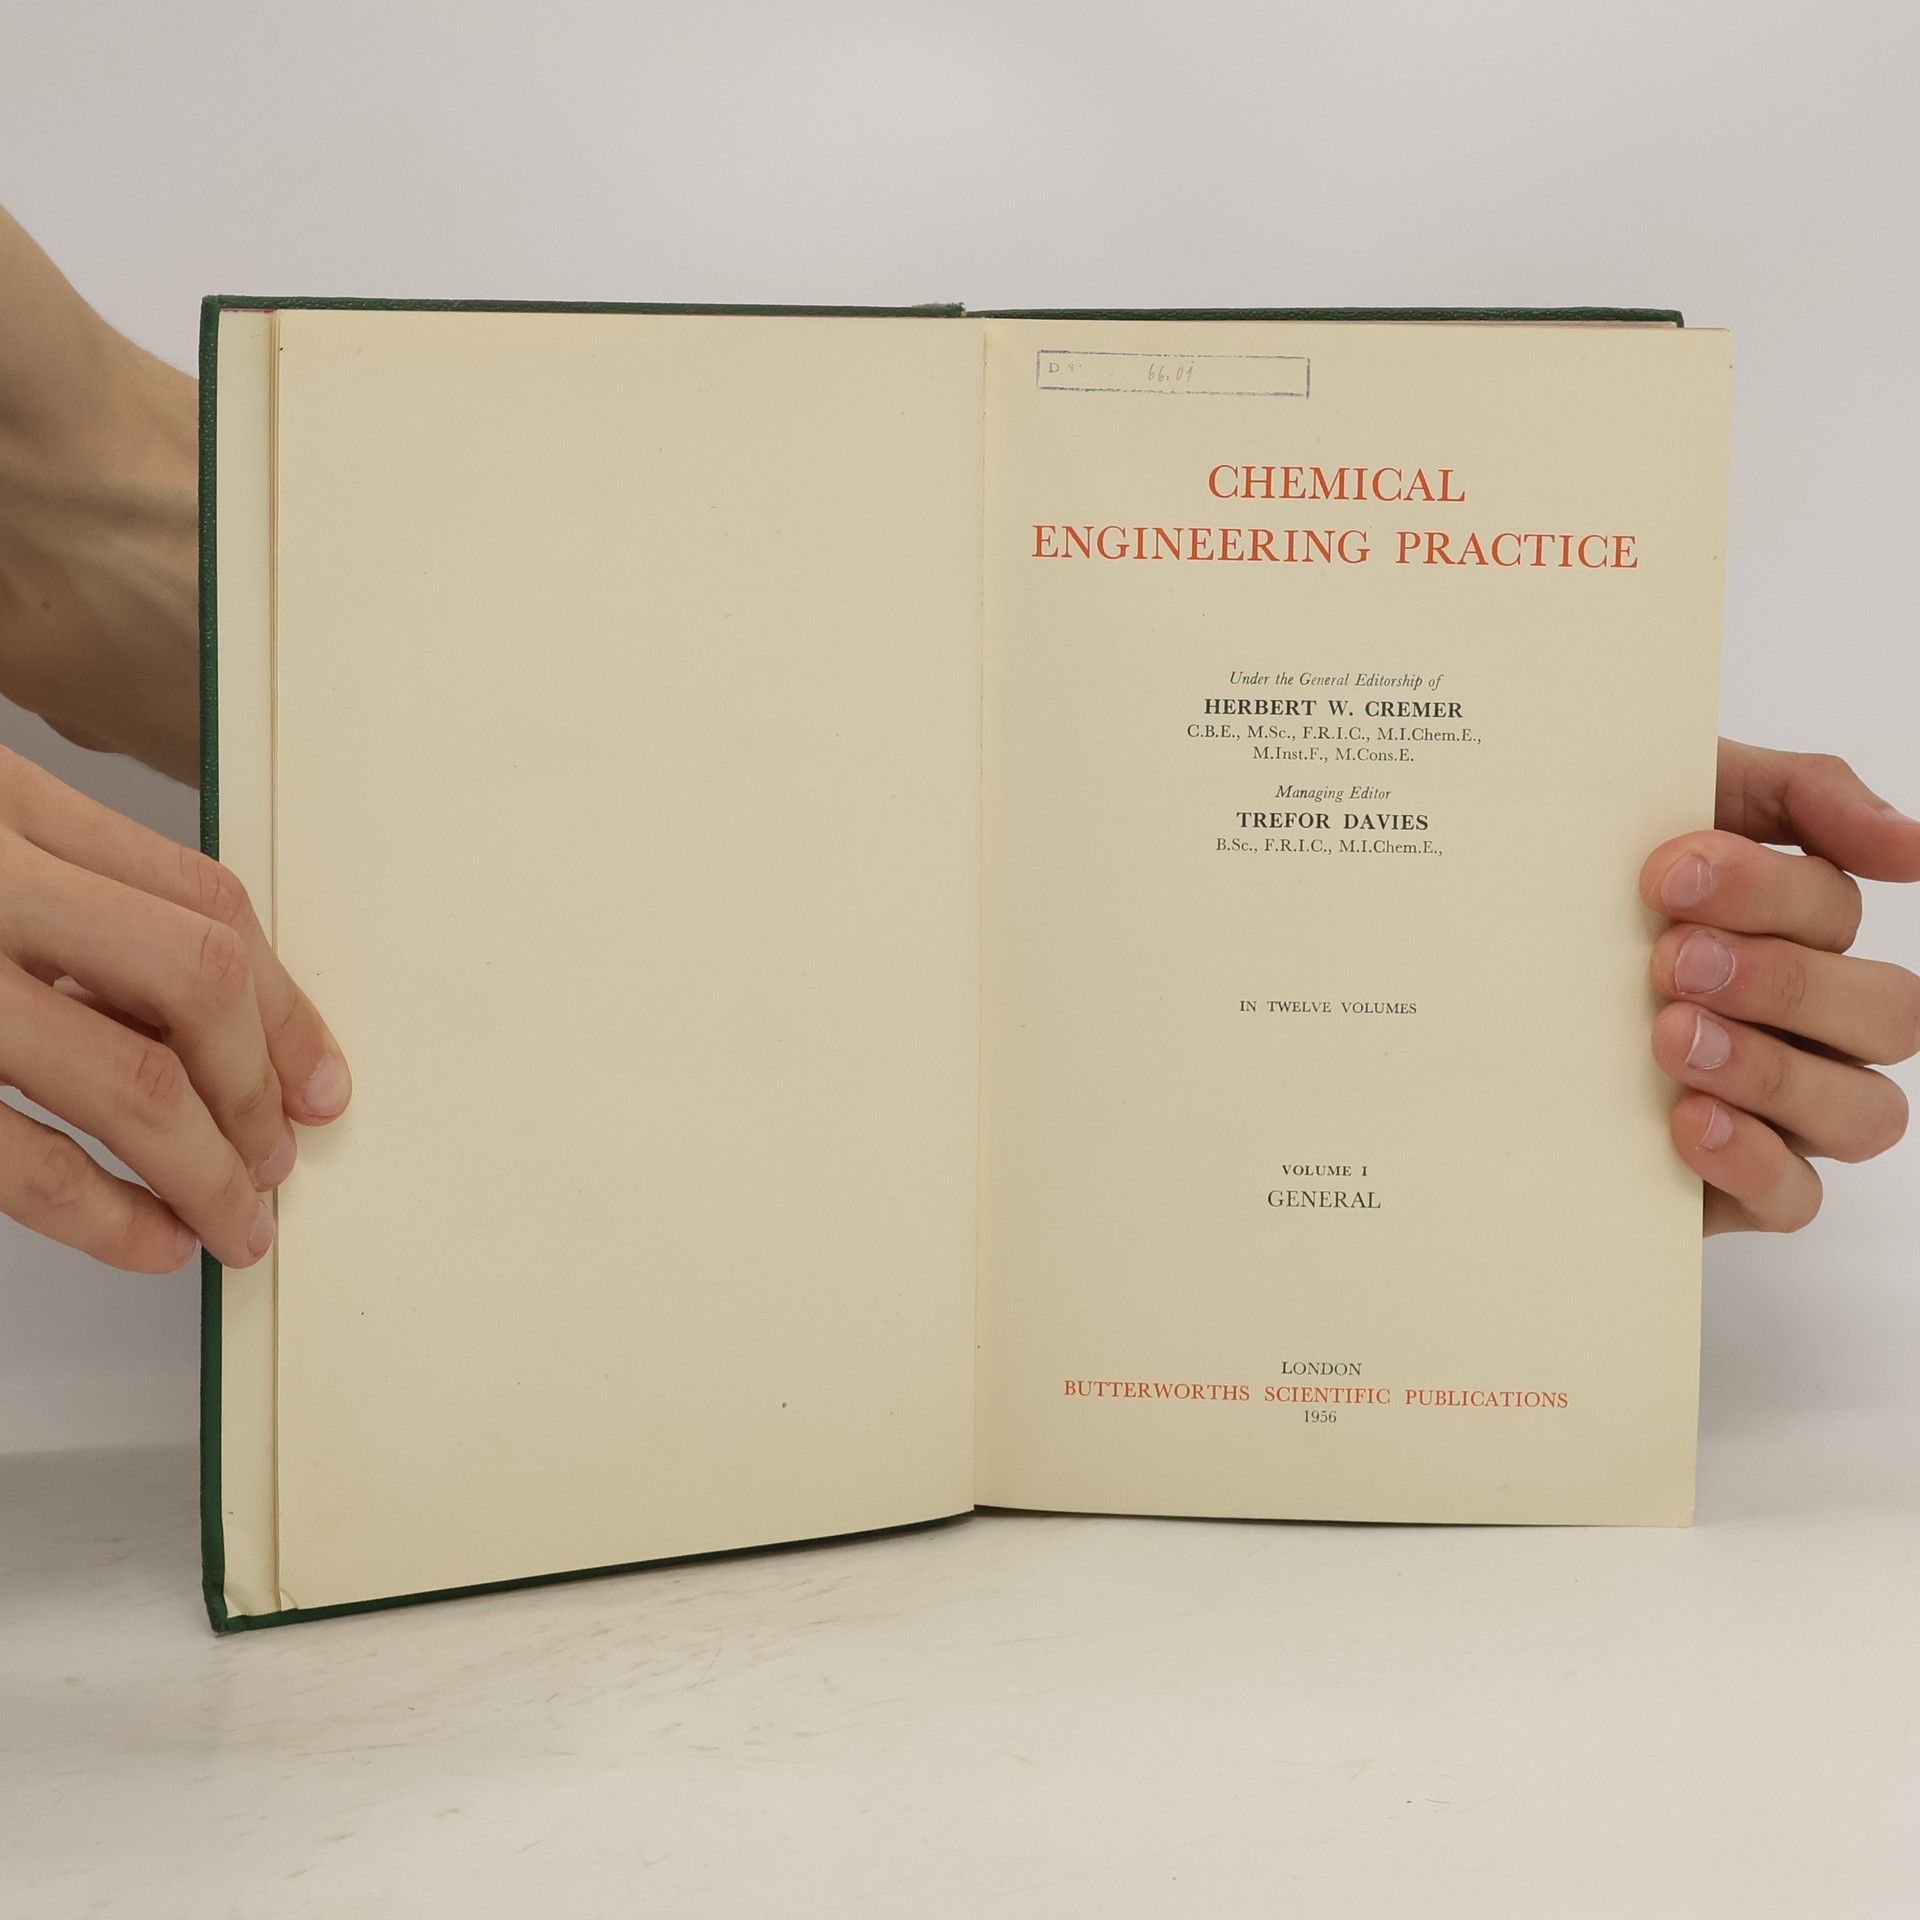 66.01
CHEMICAL
ENGINEERING PRACTICE
Under the General Editorship of
HERBERT W. CREMER
C.B.E., M.Sc., F.R.I.C., M.I.Chem.E.,
M.Inst.F., M.Cons.E.
Managing Editor
TREFOR DAVIES
B.Sc., F.R.I.C., M.I.Chem.E.,
IN TWELVE VOLUMES
VOLUME I
GENERAL
LONDON
BUTTERWORTHS SCIENTIFIC PUBLICATIONS
1956